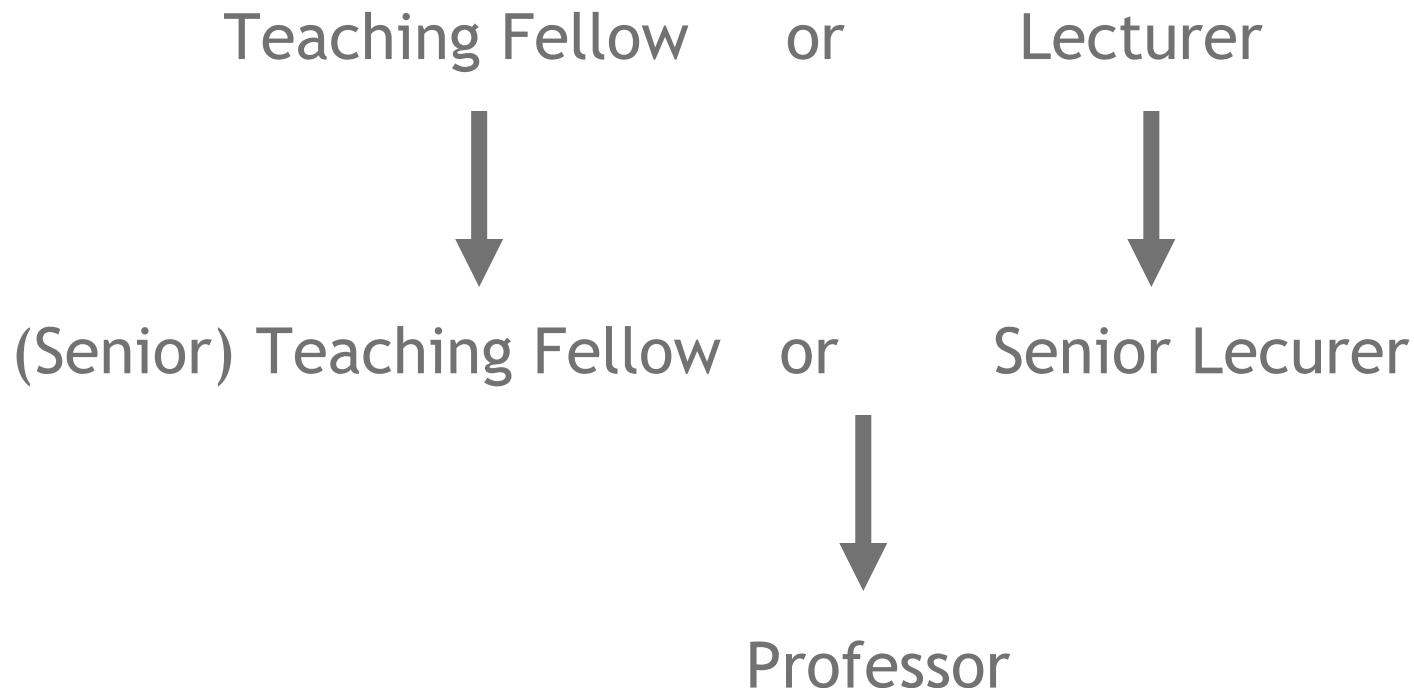 Teaching Fellow or Lecturer
(Senior) Teaching Fellow or Senior Lecurer
Professor